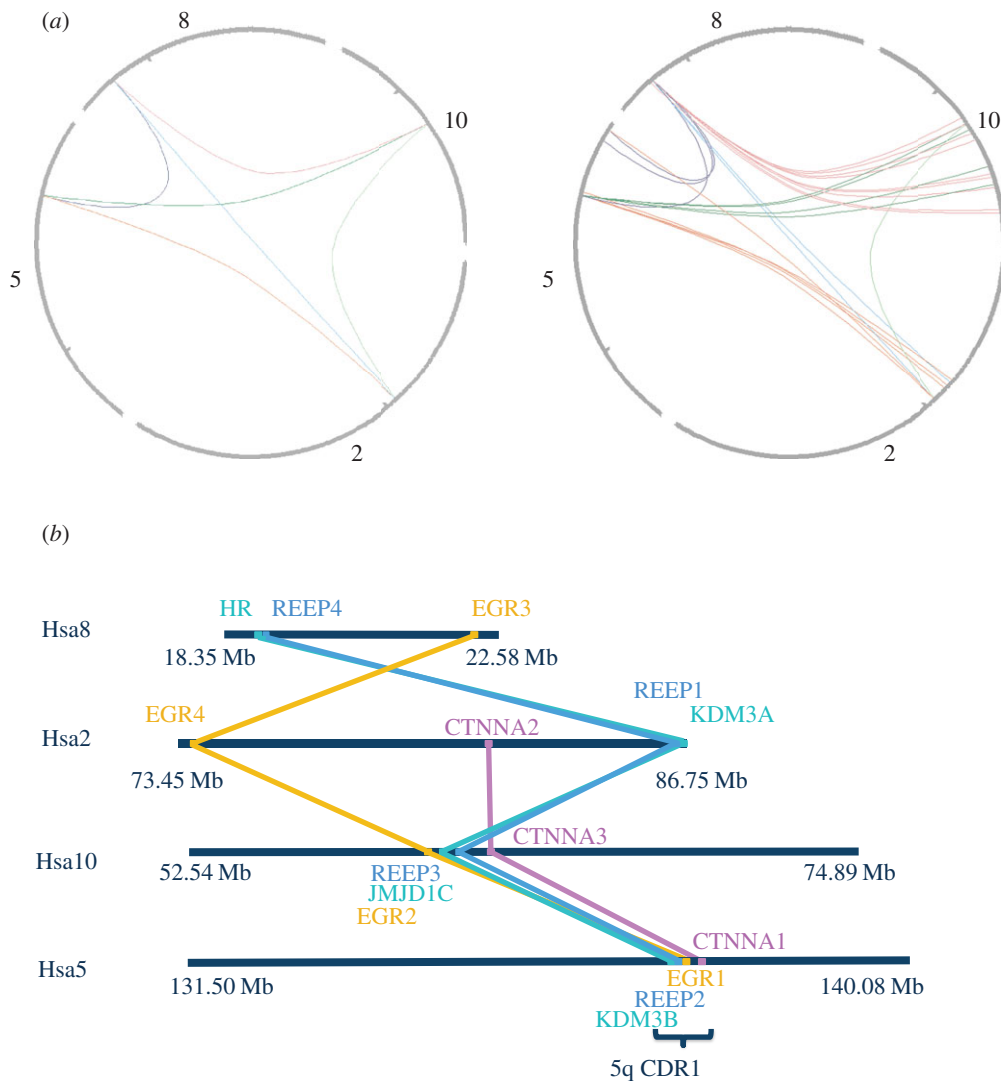 (a)
8
10
5
2
8
10
5
2
(b)
HR REEP4 EGR3
Hsa8
18.35 Mb 22.58 Mb
REEP1
EGR4 CTNNA2 KDM3A
Hsa2
73.45 Mb 86.75 Mb
CTNNA3
Hsa10
52.54 Mb REEP3 74.89 Mb
JMJD1C
EGR2
CTNNA1
Hsa5
131.50 Mb EGR1 140.08 Mb
REEP2
KDM3B
5q CDR1